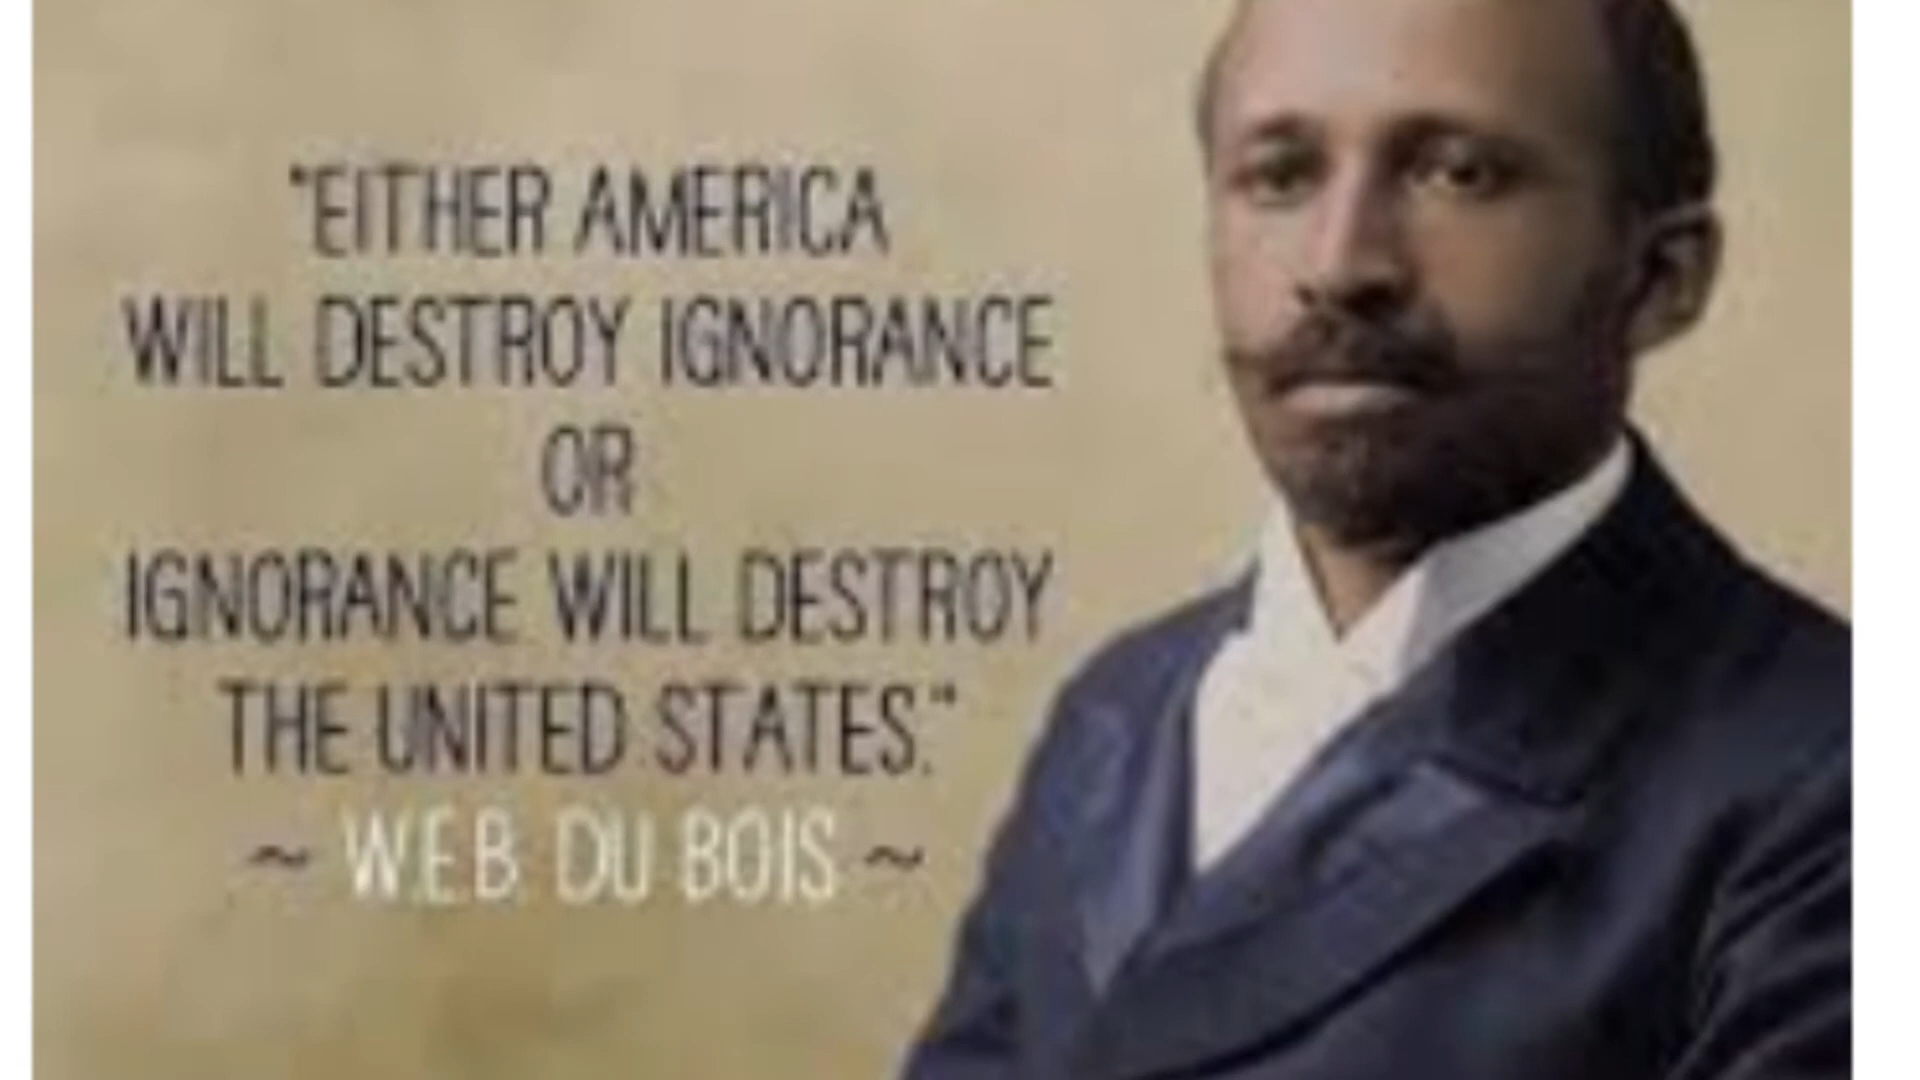 "EITHER AMERICA
WILL DESTROY IGNORANCE
OR
IGNORANCE WILL DESTROY
THE UNITED STATES."
~ W.E.B. DU BOIS ~